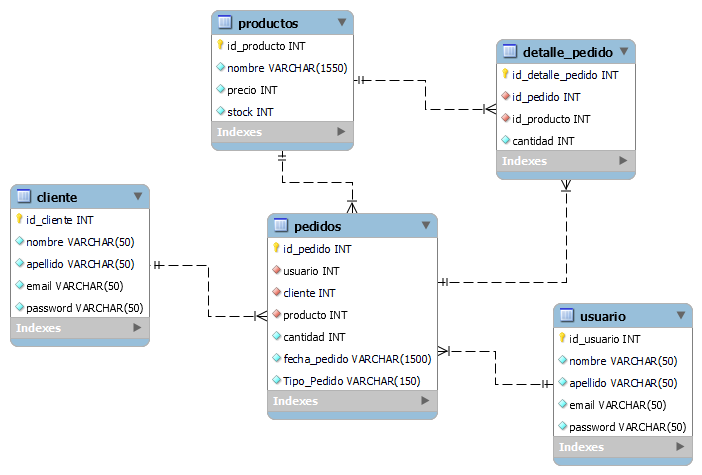 productos
id_producto INT
nombre VARCHAR(1550)
precio INT
stock INT
Indexes
detalle_pedido
id_detalle_pedido INT
id_pedido INT
id_producto INT
cantidad INT
Indexes
cliente
id_cliente INT
nombre VARCHAR(50)
apellido VARCHAR(50)
email VARCHAR(50)
password VARCHAR(50)
Indexes
pedidos
id_pedido INT
usuario INT
cliente INT
producto INT
cantidad INT
fecha_pedido VARCHAR(1500)
Tipo_Pedido VARCHAR(150)
Indexes
usuario
id_usuario INT
nombre VARCHAR(50)
apellido VARCHAR(50)
email VARCHAR(50)
password VARCHAR(50)
Indexes